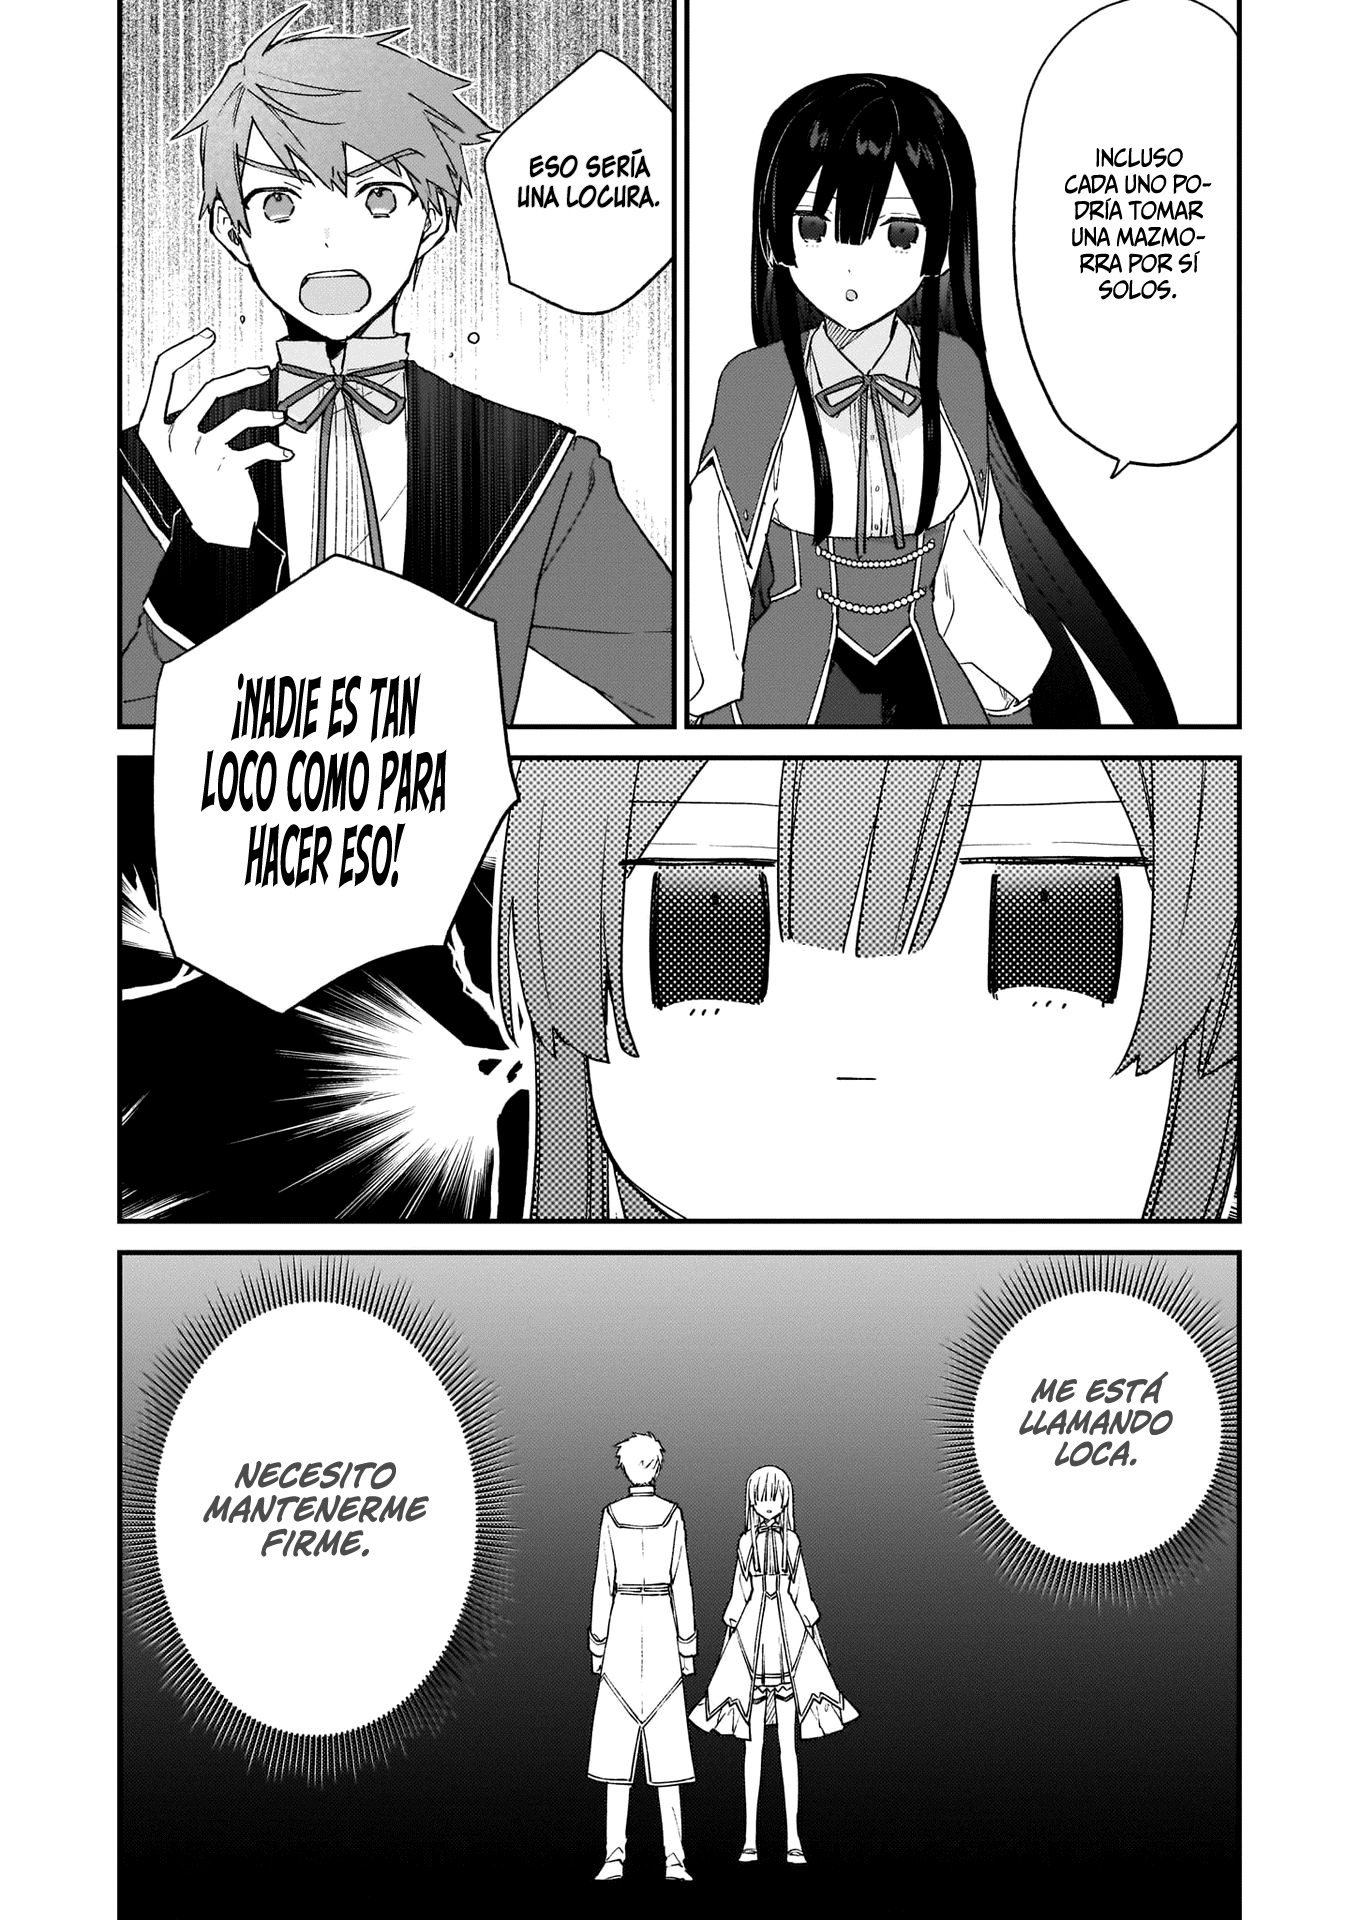 INCLUSO
CADA UNO PO-
DRÍA TOMAR
UNA MAZMO-
RRA POR SÍ
SOLOS.
ESO SERÍA
UNA LOCURA.
¡NADIE ES TAN
LOCO COMO PARA
HACER ESO!
ME ESTÁ
LLAMANDO
LOCA.
NECESITO
MANTENERME
FIRME.